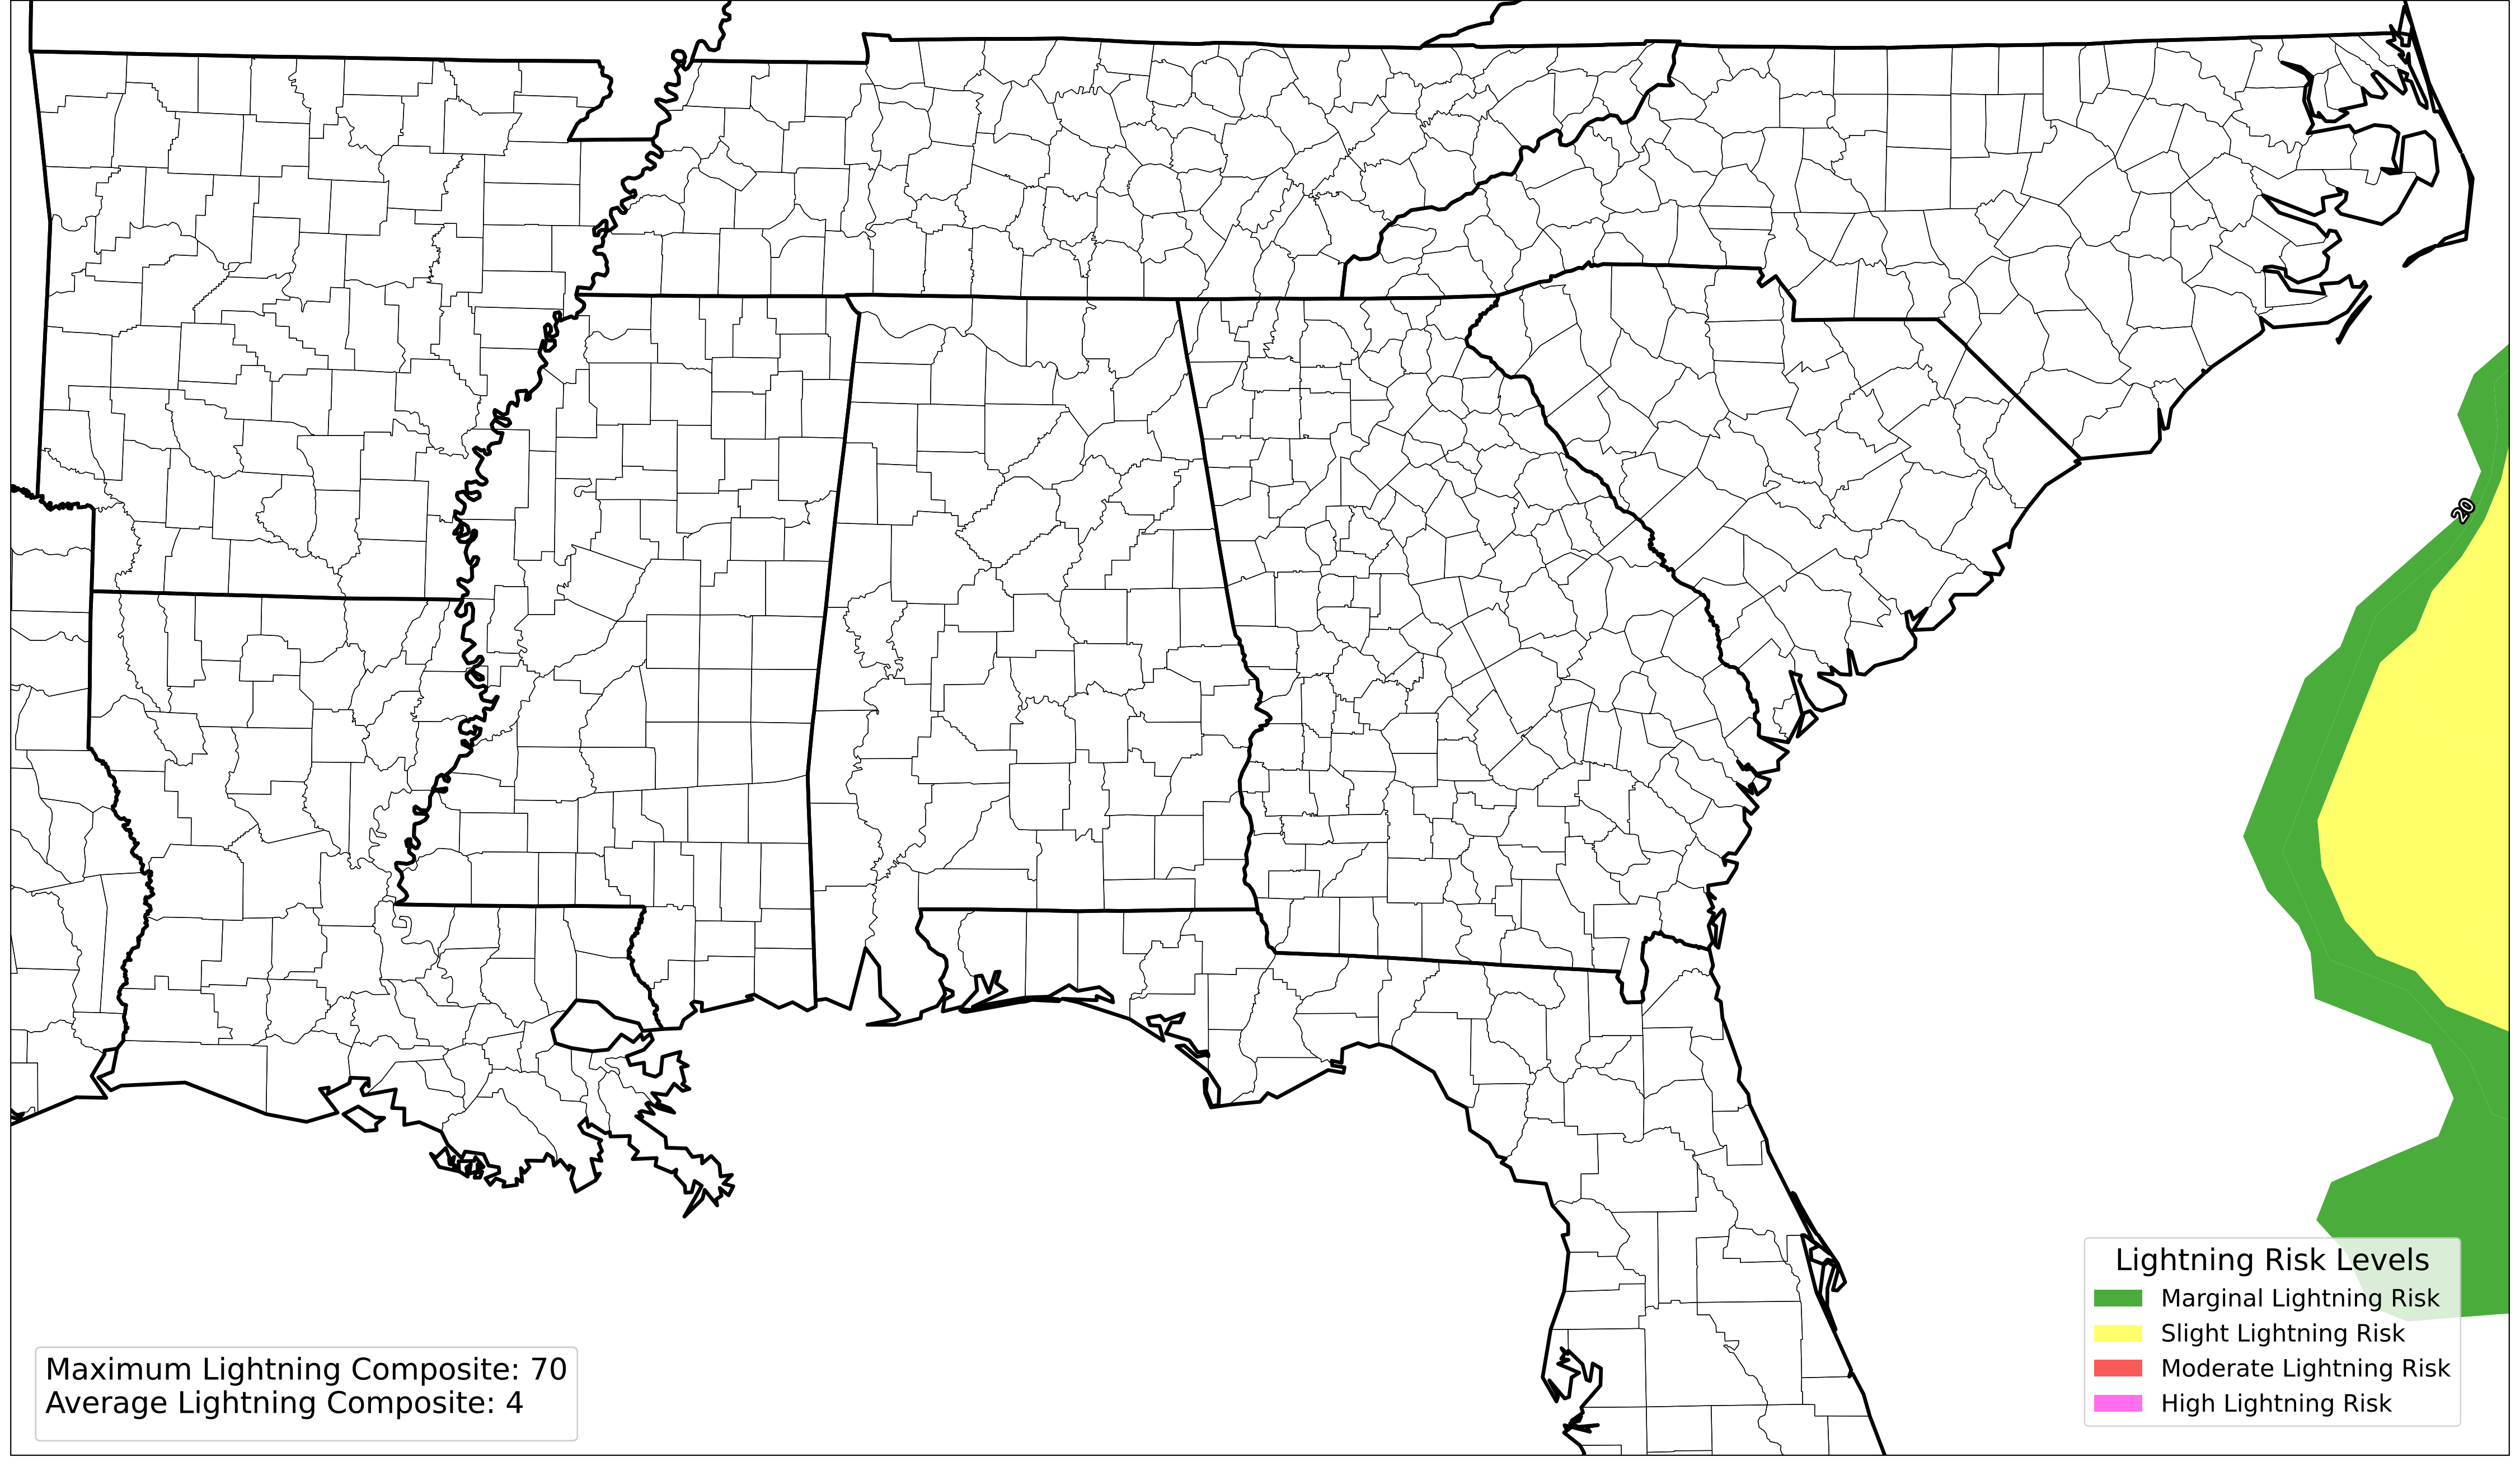 20
Lightning Risk Levels
Marginal Lightning Risk
Slight Lightning Risk
Moderate Lightning Risk
High Lightning Risk
Maximum Lightning Composite: 70
Average Lightning Composite: 4